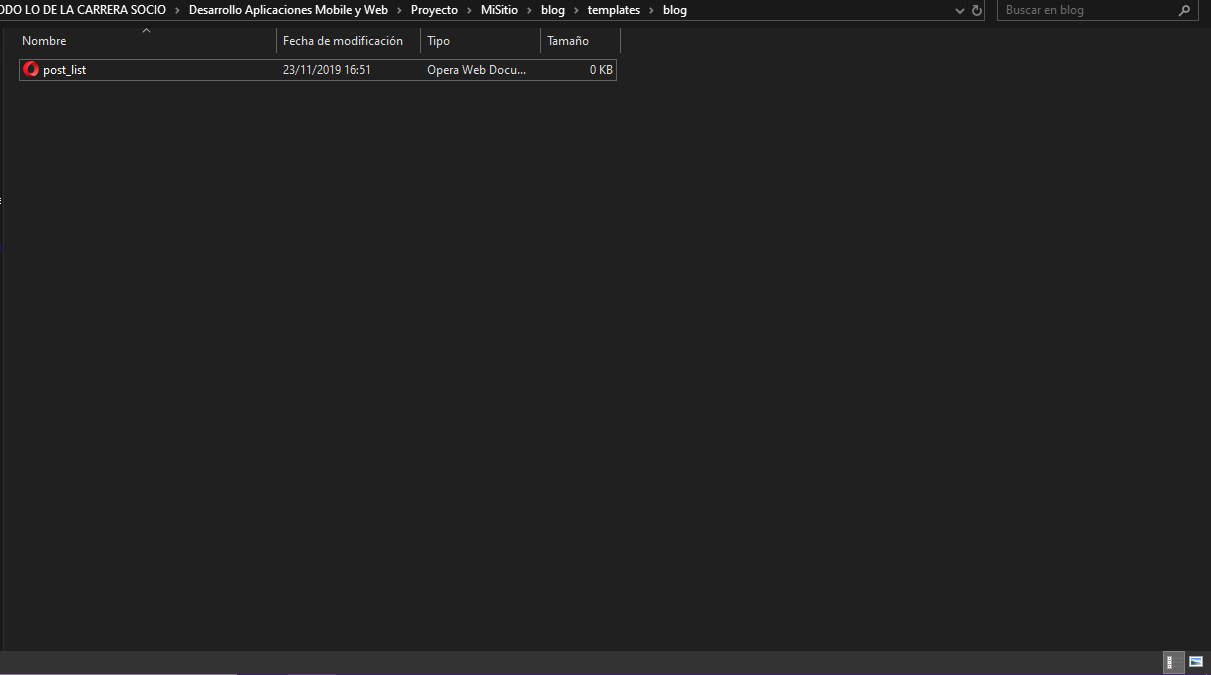 ODO LO DE LA CARRERA SOCIO > Desarrollo Aplicaciones Mobile y Web > Proyecto > MiSitio > blog > templates > blog
Buscar en blog
Nombre Fecha de modificación Tipo Tamaño
post_list 23/11/2019 16:51 Opera Web Docu... 0 KB